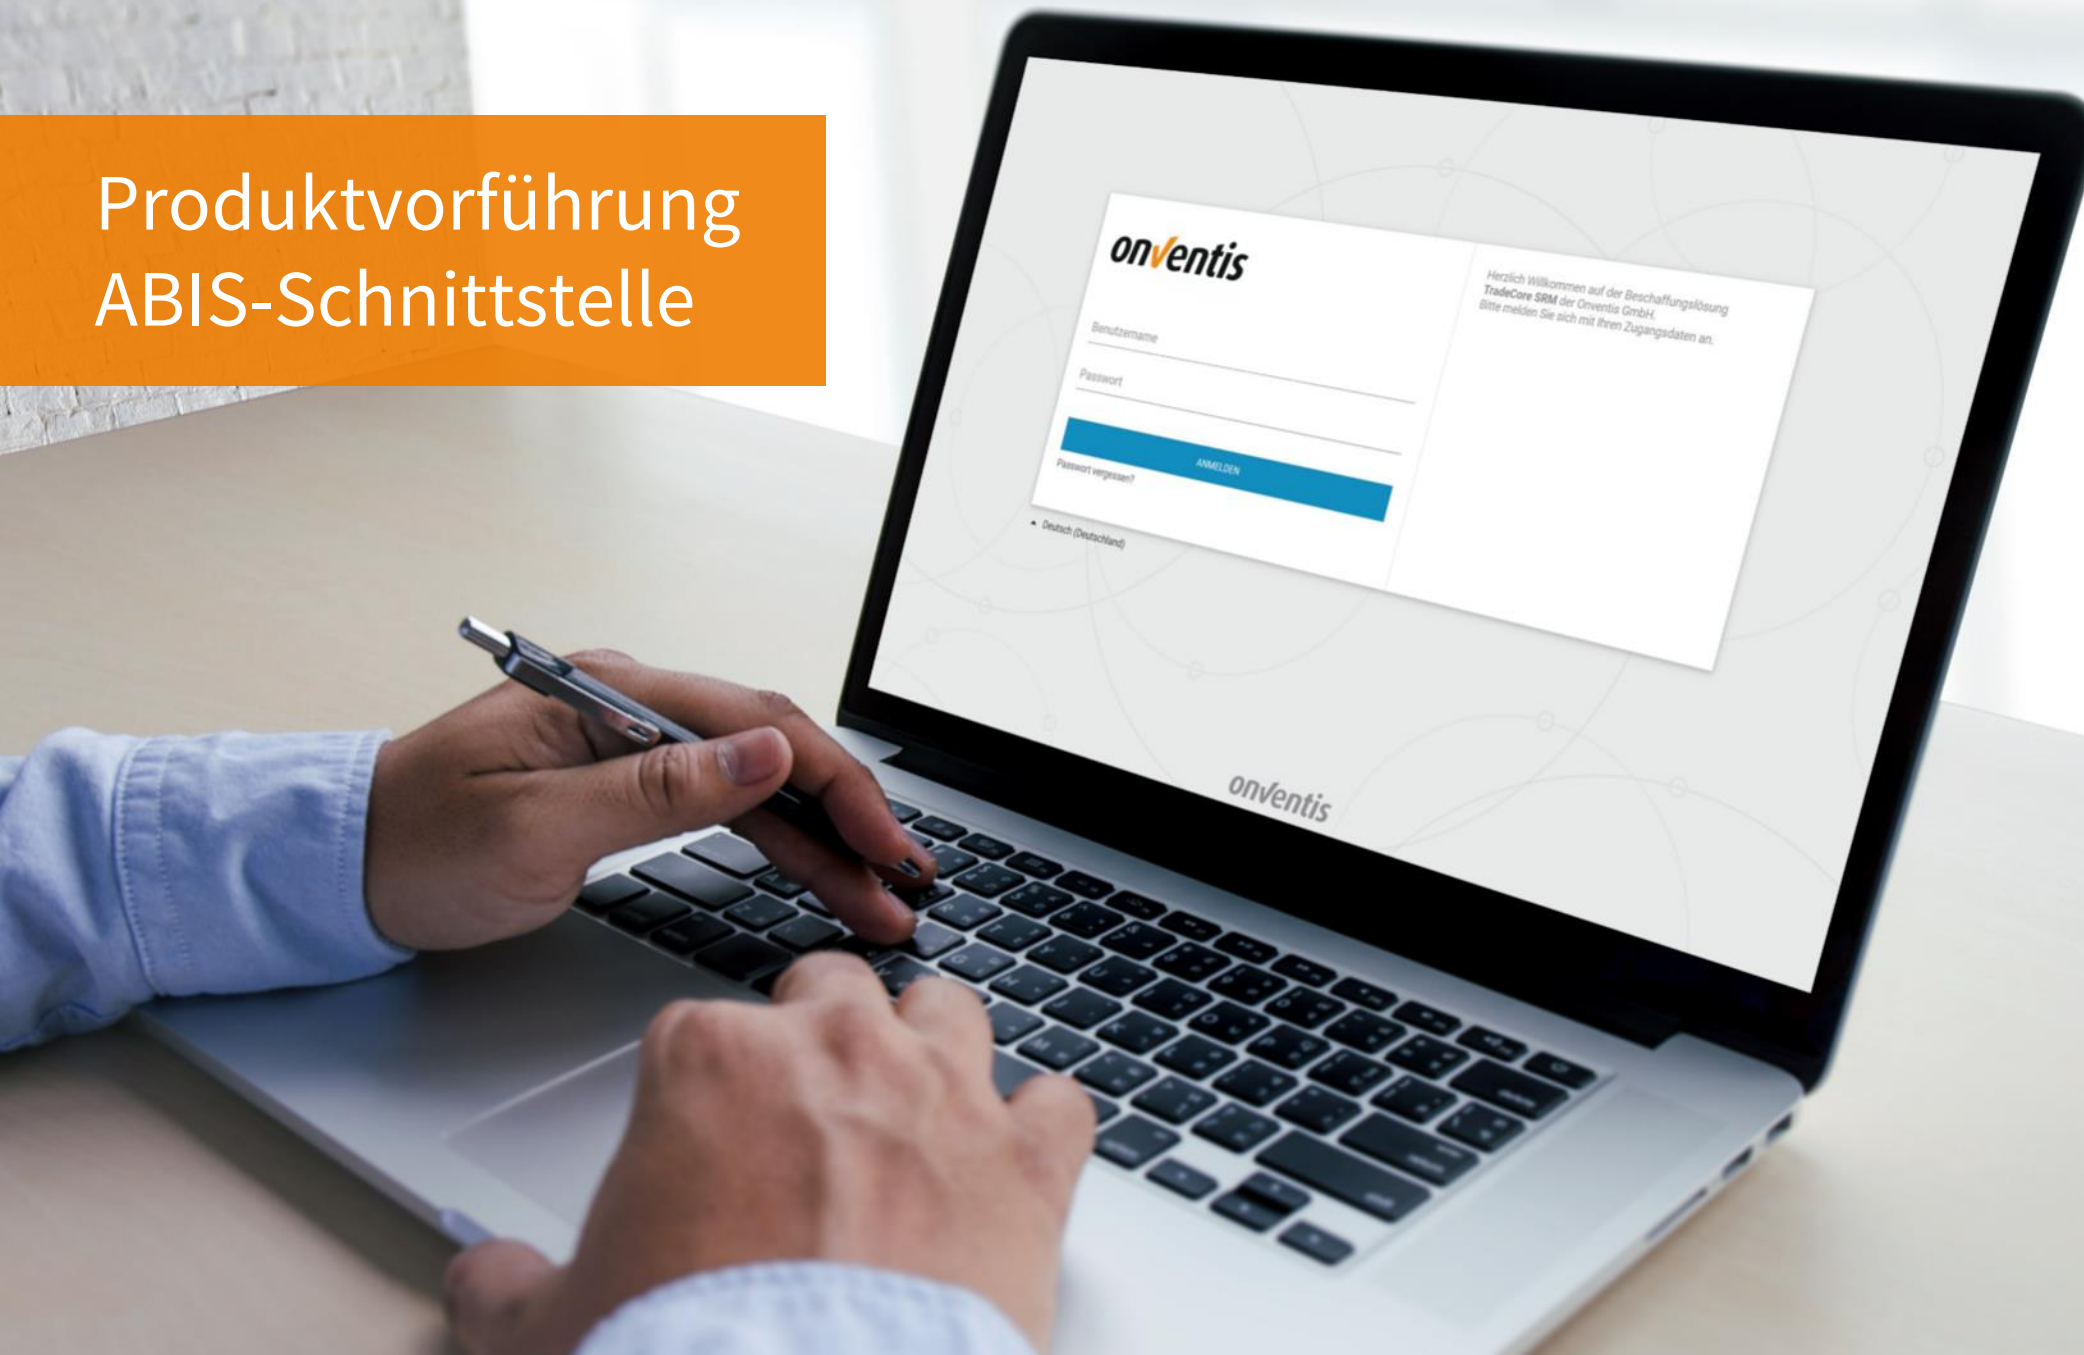 Produktvorführung
ABIS-Schnittstelle
onventis
Benutzername
Passwort
ANMELDEN
Passwort vergessen?
Deutsch (Deutschland)
Herzlich Willkommen auf der Beschaffungslösung
TradeCore SRM der Onventis GmbH.
Bitte melden Sie sich mit Ihren Zugangsdaten an.
onventis